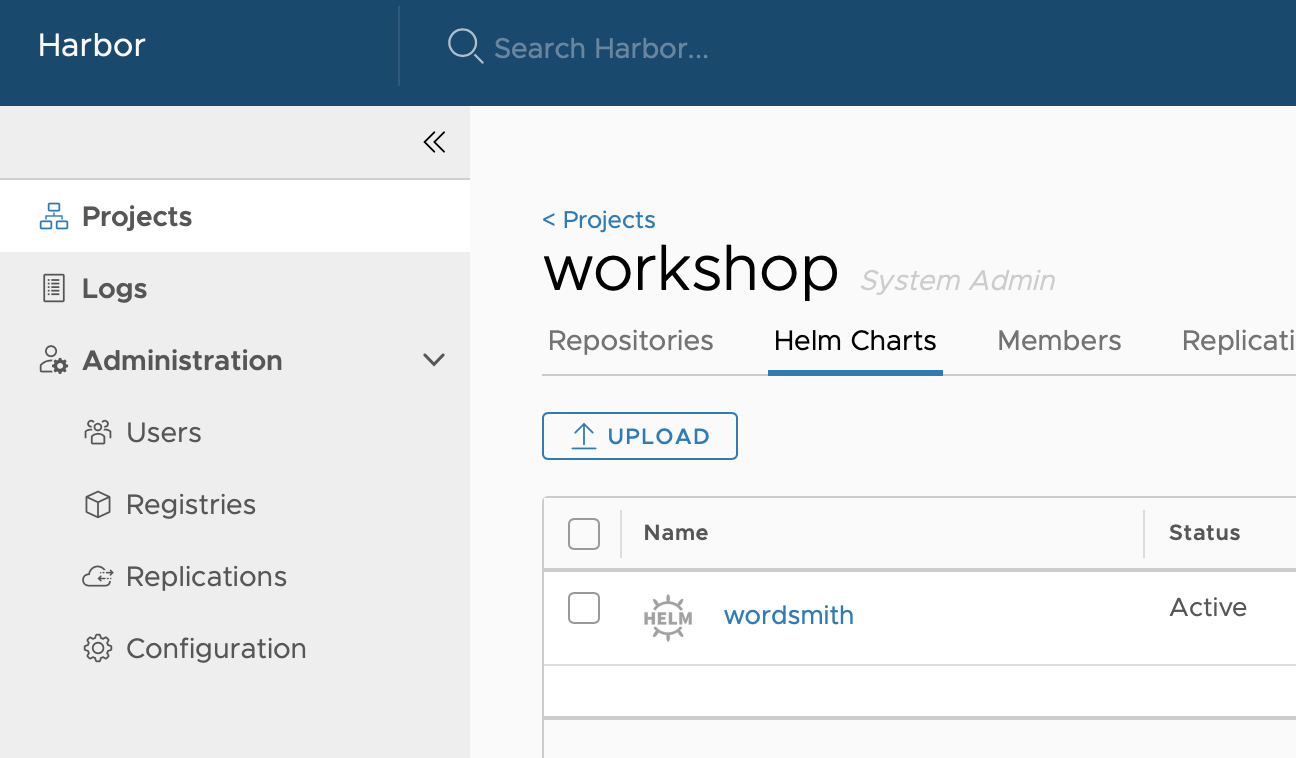 Harbor
Search Harbor...
Projects
Logs
Administration
Users
Registries
Replications
Configuration
< Projects
workshop System Admin
Repositories Helm Charts Members Replicati
UPLOAD
Name Status
HELM wordsmith Active